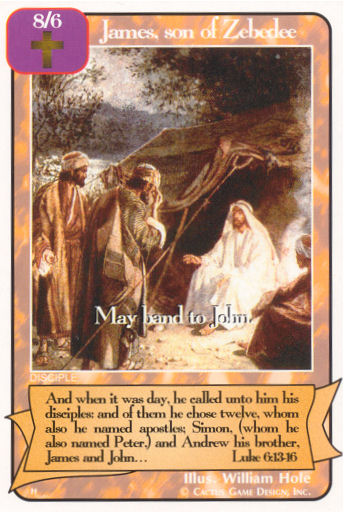 8/6
James, son of Zebedee
May band to John.
DISCIPLE
And when it was day, he called unto him his
disciples: and of them he chose twelve, whom
also he named apostles; Simon, (whom he
also named Peter,) and Andrew his brother,
James and John... Luke 6:13-16
Illus. William Hole
H © Cactus Game Design, Inc.